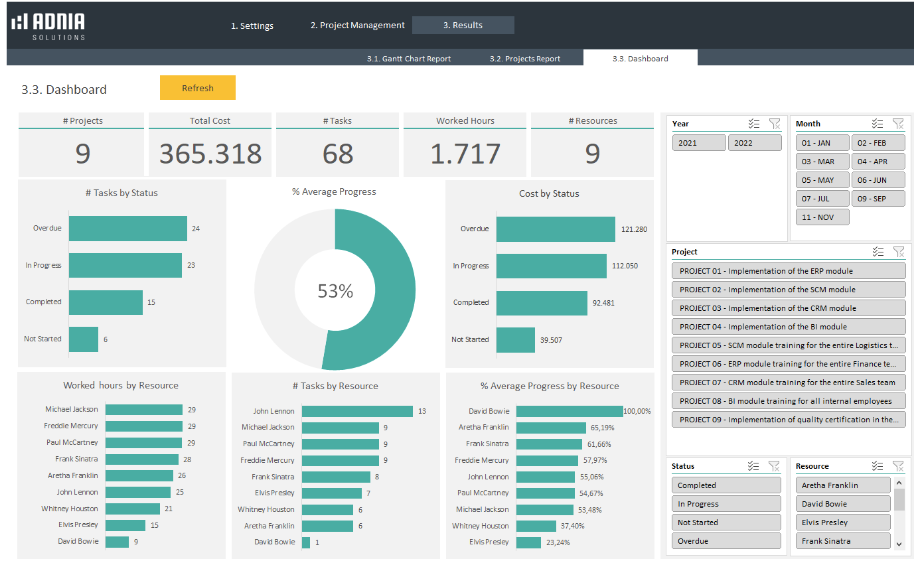 ADNIA
SOLUTIONS
1. Settings
2. Project Management
3. Results
3.1. Gantt Chart Report
3.2. Projects Report
3.3. Dashboard
3.3. Dashboard
Refresh
# Projects
9
Total Cost
365.318
# Tasks
68
Worked Hours
1.717
# Resources
9
# Tasks by Status
Overdue 24
In Progress 23
Completed 15
Not Started 6
% Average Progress
53%
Cost by Status
Overdue 121.280
In Progress 112.050
Completed 92.481
Not Started 39.507
Worked hours by Resource
Michael Jackson 29
Freddie Mercury 29
Paul McCartney 29
Frank Sinatra 28
Aretha Franklin 26
John Lennon 25
Whitney Houston 21
Elvis Presley 15
David Bowie 9
# Tasks by Resource
John Lennon 13
Michael Jackson 9
Paul McCartney 9
Freddie Mercury 9
Frank Sinatra 8
Elvis Presley 7
Whitney Houston 6
Aretha Franklin 6
David Bowie 1
% Average Progress by Resource
David Bowie 100,00%
Aretha Franklin 65,19%
Frank Sinatra 61,66%
Freddie Mercury 57,97%
John Lennon 55,06%
Paul McCartney 54,67%
Michael Jackson 53,48%
Whitney Houston 37,40%
Elvis Presley 23,24%
Year
2021 2022
Month
01 - JAN 02 - FEB
03 - MAR 04 - APR
05 - MAY 06 - JUN
07 - JUL 09 - SEP
11 - NOV
Project
PROJECT 01 - Implementation of the ERP module
PROJECT 02 - Implementation of the SCM module
PROJECT 03 - Implementation of the CRM module
PROJECT 04 - Implementation of the BI module
PROJECT 05 - SCM module training for the entire Logistics t...
PROJECT 06 - ERP module training for the entire Finance te...
PROJECT 07 - CRM module training for the entire Sales team
PROJECT 08 - BI module training for all internal employees
PROJECT 09 - Implementation of quality certification in the...
Status
Completed
In Progress
Not Started
Overdue
Resource
Aretha Franklin
David Bowie
Elvis Presley
Frank Sinatra